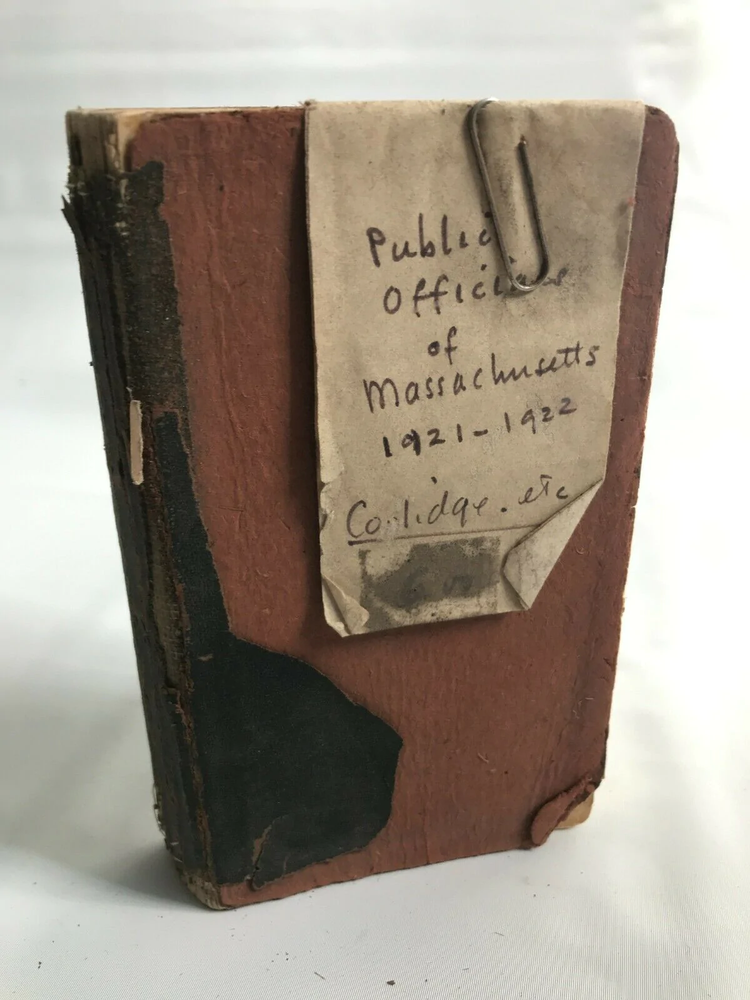 Public
Officials
of
Massachusetts
1921-1922
Coolidge. etc